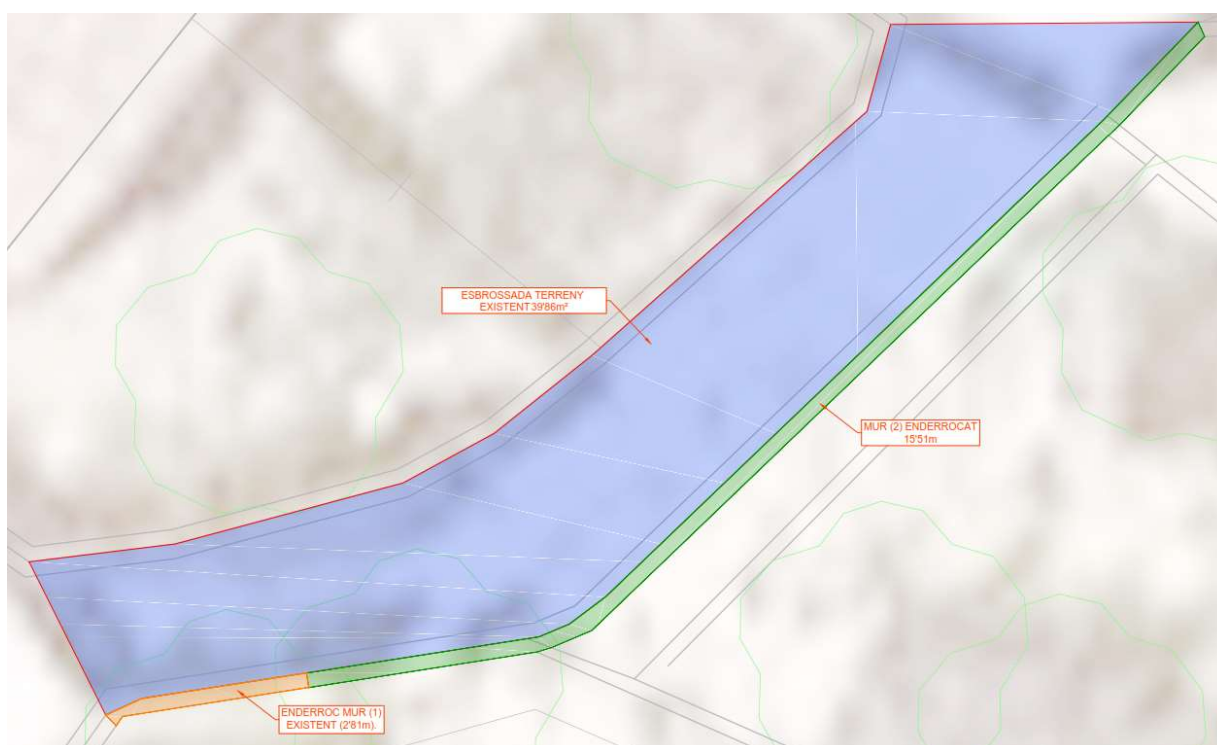 ESBROSSADA TERRENY
EXISTENT 39'86m²
MUR (2) ENDERROCAT
15'51m
ENDERROC MUR (1)
EXISTENT (2'81m).